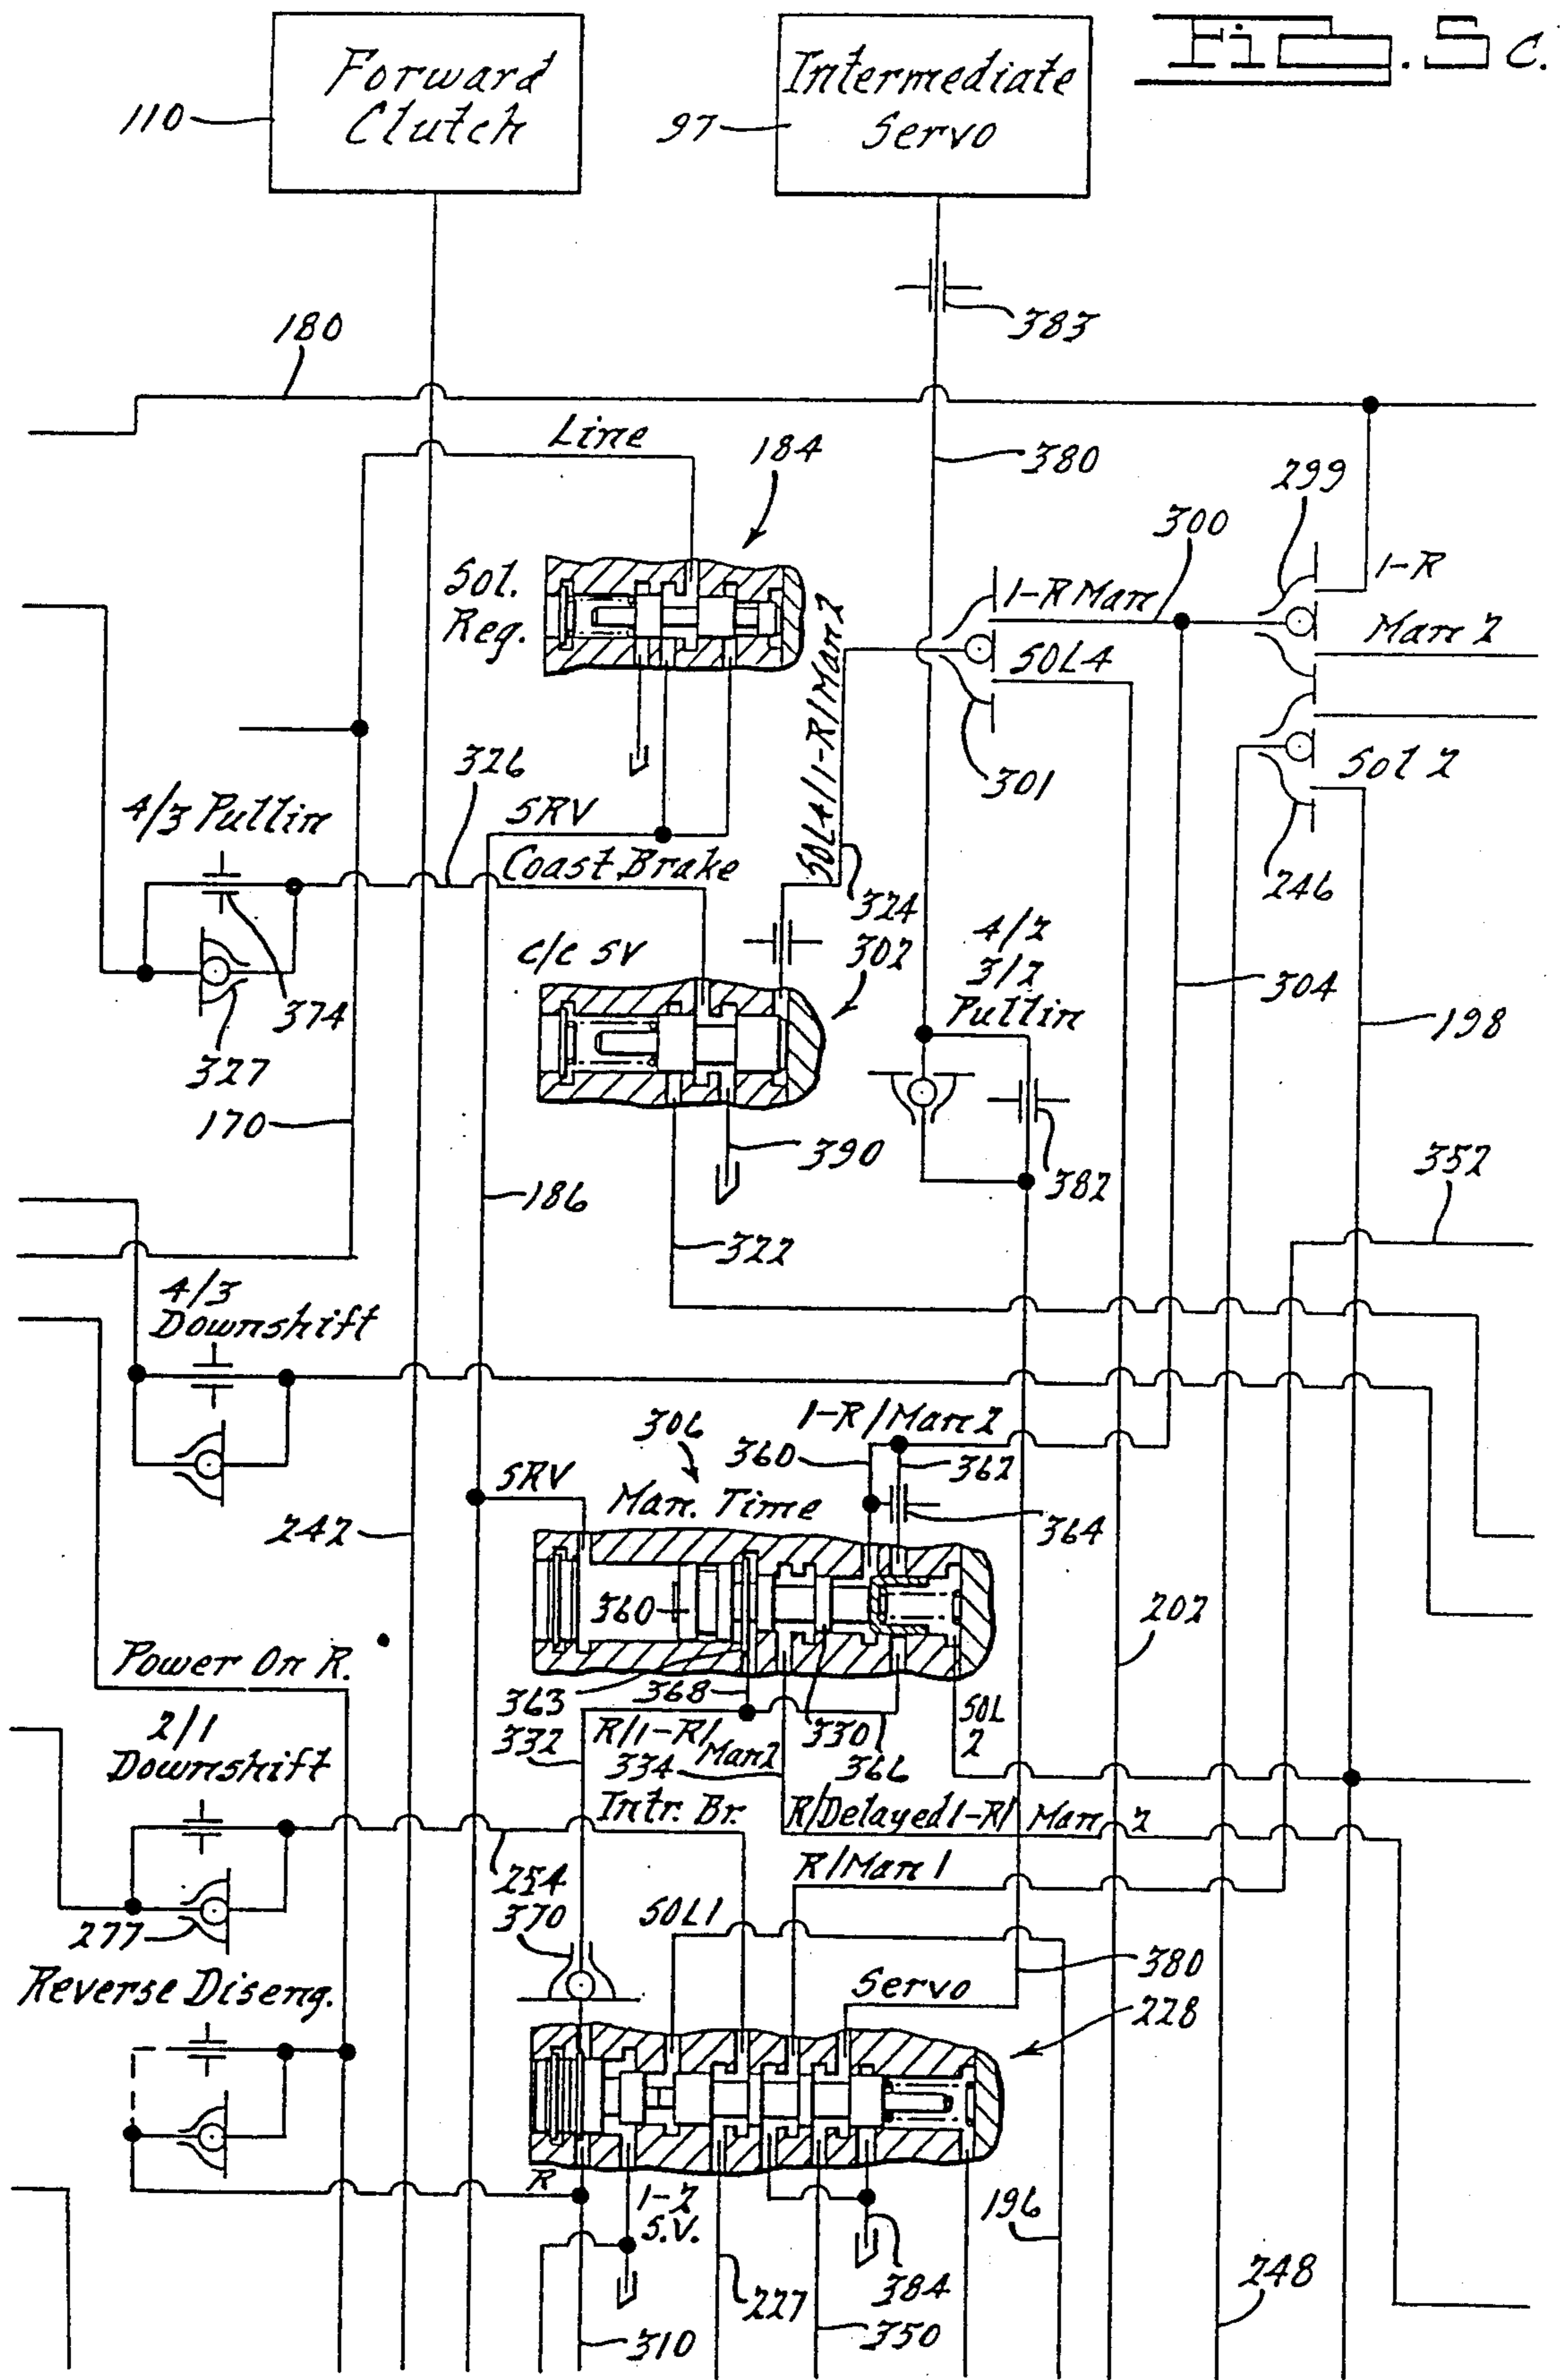 Fig. 5 c.
Forward
Clutch
110
Intermediate
Servo
97
383
180
Line
184
380
299
300
1-R
Sol.
Reg.
1-R Man
Man 2
SOL4
SOL4/1-R/Man 2
301
Sol 2
246
326
4/3 Pullin
SRV
Coast Brake
324
302
4/2
3/2
Pullin
304
198
c/c SV
374
327
170
390
382
352
186
322
4/3
Downshift
306
1-R/Man 2
360
362
SRV
Man. Time
364
242
360
202
Power On R.
363
368
330
SOL
2
332
R/1-R/
Man 2
334
366
2/1
Downshift
Intr. Br.
R/Delayed 1-R/ Man 2
254
R/Man 1
370
SOL1
277
380
Reverse Diseng.
Servo
228
R
1-2
S.V.
196
384
227
350
248
310